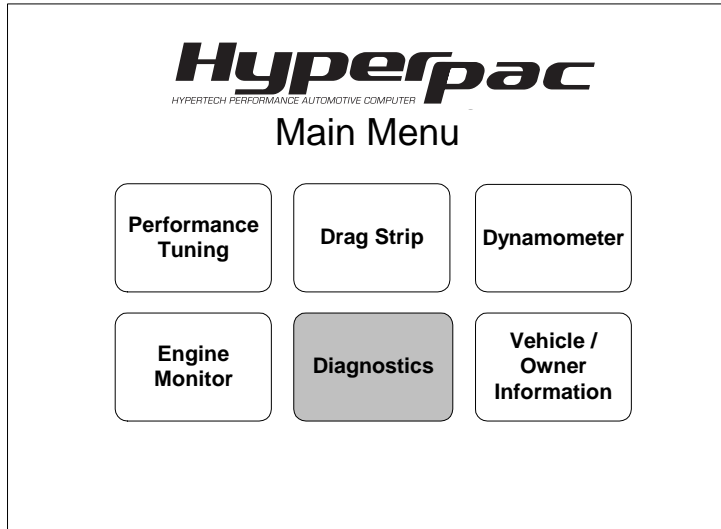 Hyperpac
HYPERTECH PERFORMANCE AUTOMOTIVE COMPUTER
Main Menu
Performance
Tuning
Drag Strip
Dynamometer
Engine
Monitor
Diagnostics
Vehicle /
Owner
Information